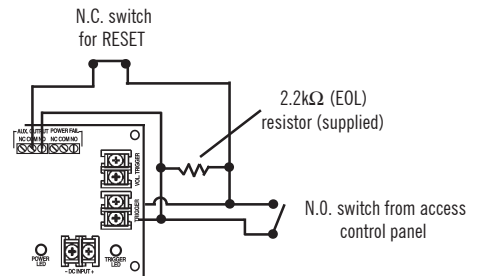 N.C. switch
for RESET
2.2kΩ (EOL)
resistor (supplied)
AUX. OUTPUT POWER FAIL
NC COM NO NC COM NO
VOL TRIGGER
TRIGGER
N.O. switch from access
control panel
POWER
LED
TRIGGER
LED
- DC INPUT +